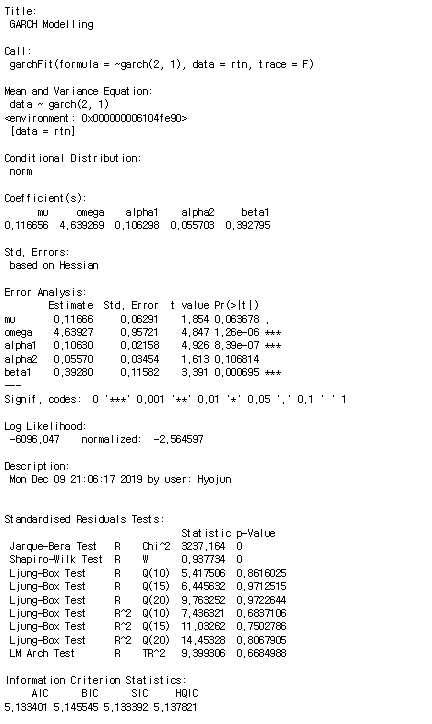 Title:
GARCH Modelling
Call:
garchFit(formula = ~garch(2, 1), data = rtn, trace = F)
Mean and Variance Equation:
data ~ garch(2, 1)
<environment: 0x000000006104fe90>
[data = rtn]
Conditional Distribution:
norm
Coefficient(s):
mu omega alpha1 alpha2 beta1
0.116656 4.639269 0.106298 0.055703 0.392795
Std. Errors:
based on Hessian
Error Analysis:
Estimate Std. Error t value Pr(>|t|)
mu 0.11666 0.06291 1.854 0.063678 .
omega 4.63927 0.95721 4.847 1.26e-06 ***
alpha1 0.10630 0.02158 4.926 8.39e-07 ***
alpha2 0.05570 0.03454 1.613 0.106814
beta1 0.39280 0.11582 3.391 0.000695 ***
---
Signif. codes: 0 '***' 0.001 '**' 0.01 '*' 0.05 '.' 0.1 ' ' 1
Log Likelihood:
-6096.047 normalized: -2.564597
Description:
Mon Dec 09 21:06:17 2019 by user: Hyojun
Standardised Residuals Tests:
Statistic p-Value
Jarque-Bera Test R Chi^2 3237.164 0
Shapiro-Wilk Test R W 0.937734 0
Ljung-Box Test R Q(10) 5.417506 0.8616025
Ljung-Box Test R Q(15) 6.445632 0.9712515
Ljung-Box Test R Q(20) 9.763252 0.9722644
Ljung-Box Test R^2 Q(10) 7.436321 0.6837106
Ljung-Box Test R^2 Q(15) 11.03262 0.7502786
Ljung-Box Test R^2 Q(20) 14.45328 0.8067905
LM Arch Test R TR^2 9.399306 0.6684988
Information Criterion Statistics:
AIC BIC SIC HQIC
5.133401 5.145545 5.133392 5.137821